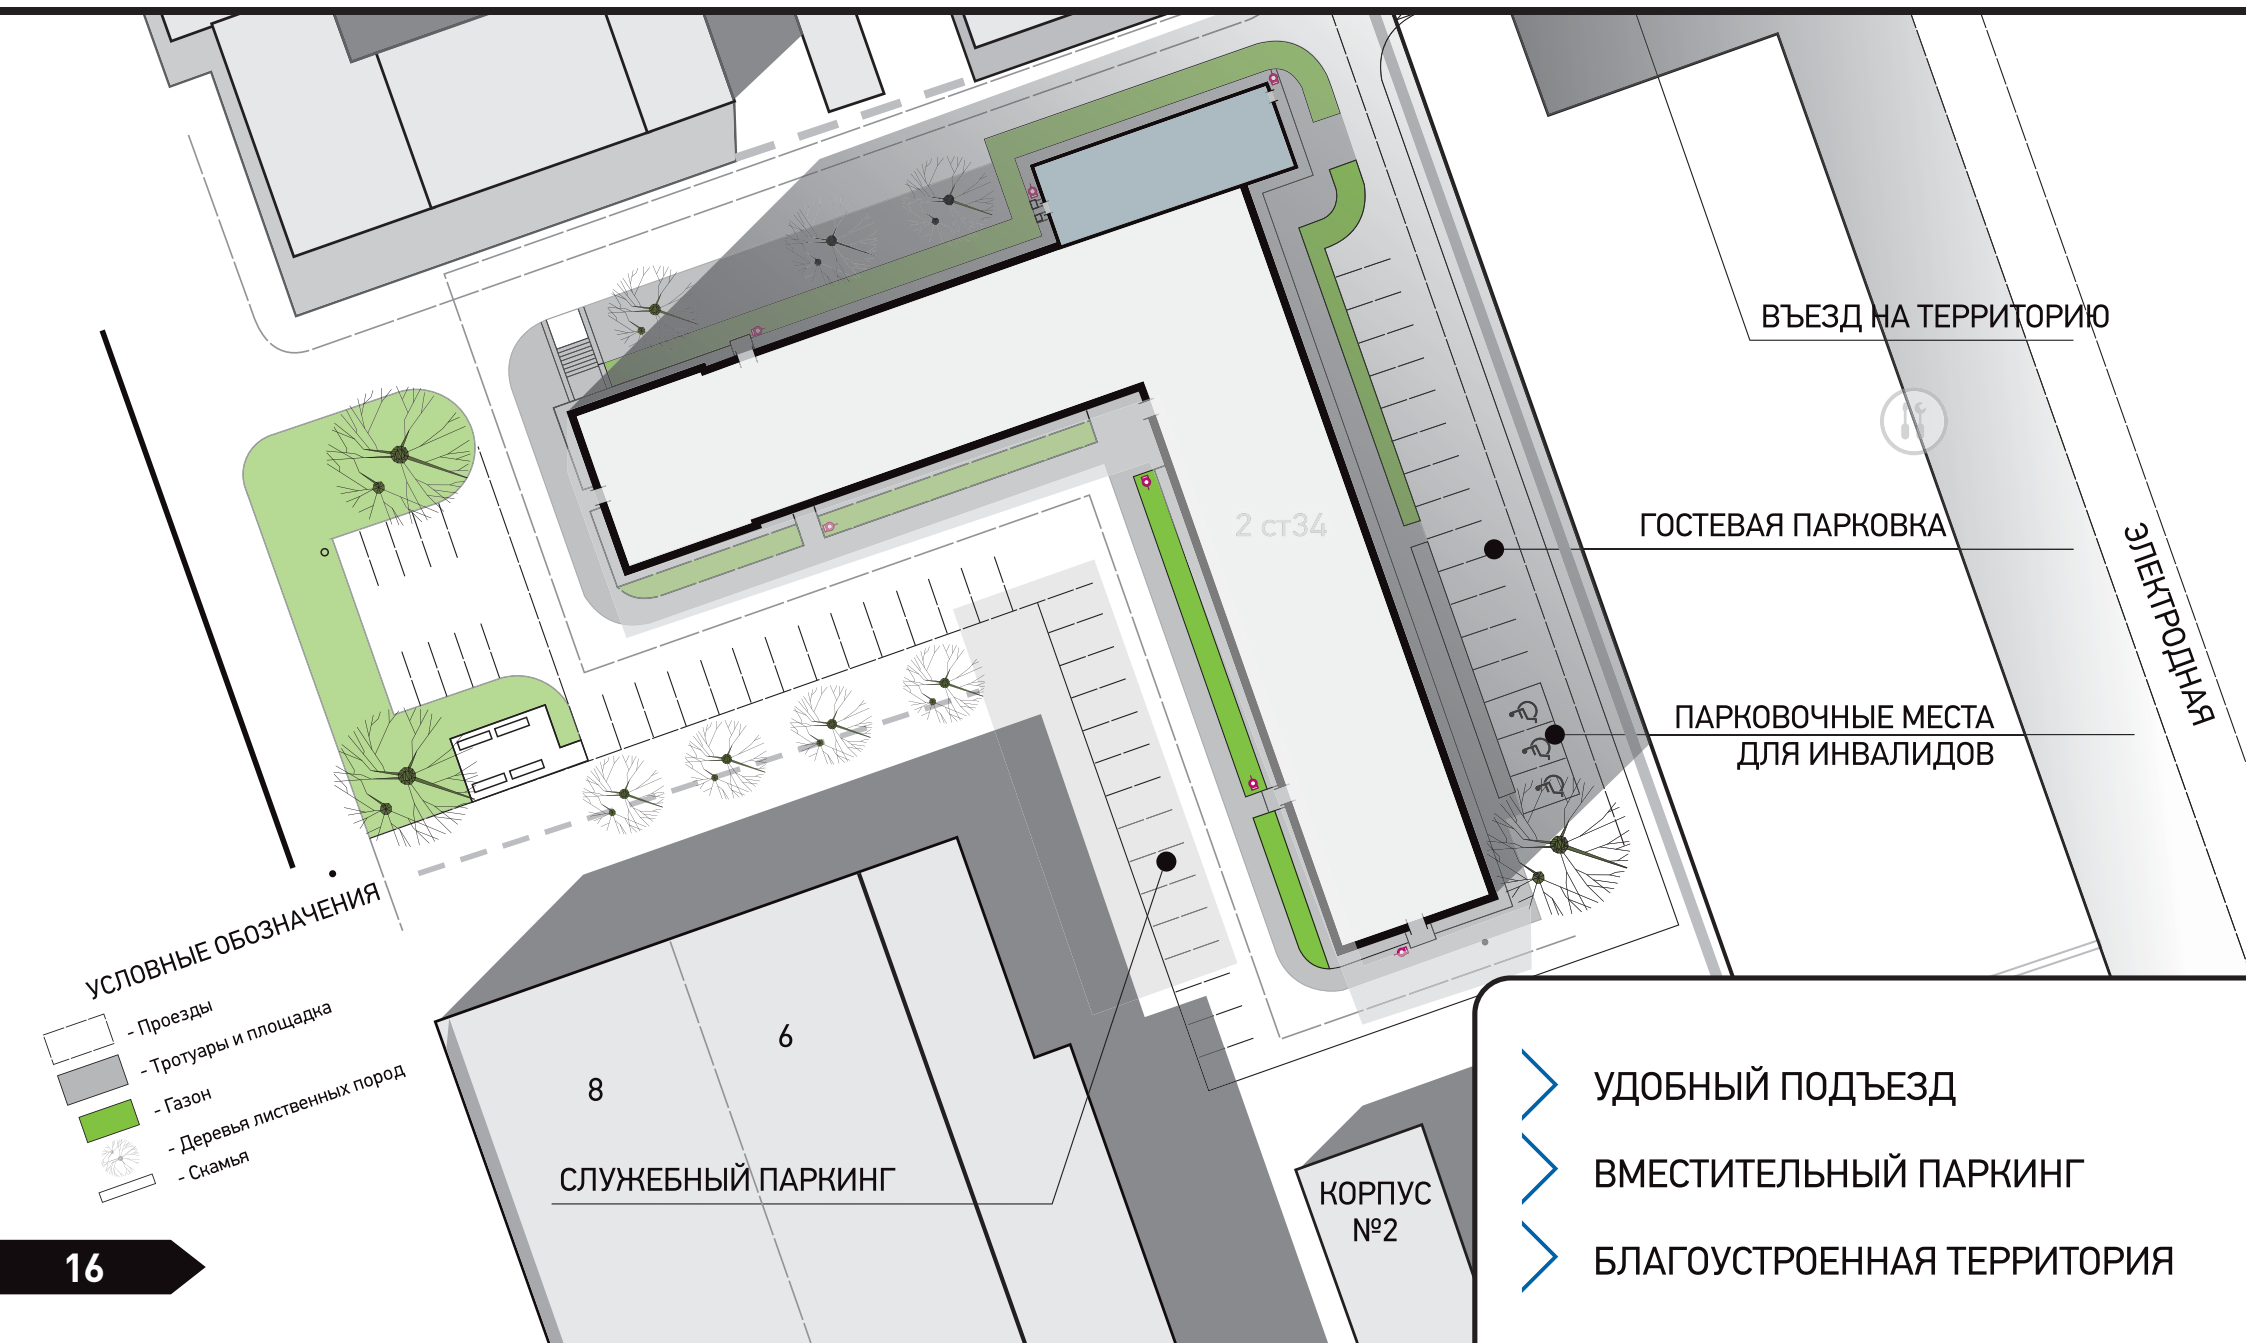 ВЪЕЗД НА ТЕРРИТОРИЮ
2 ст34
ГОСТЕВАЯ ПАРКОВКА
ЭЛЕКТРОДНАЯ
ПАРКОВОЧНЫЕ МЕСТА
ДЛЯ ИНВАЛИДОВ
УСЛОВНЫЕ ОБОЗНАЧЕНИЯ
- Проезды
- Тротуары и площадка
- Газон
- Деревья лиственных пород
- Скамья
6
8
СЛУЖЕБНЫЙ ПАРКИНГ
КОРПУС
№2
УДОБНЫЙ ПОДЪЕЗД
ВМЕСТИТЕЛЬНЫЙ ПАРКИНГ
БЛАГОУСТРОЕННАЯ ТЕРРИТОРИЯ
16